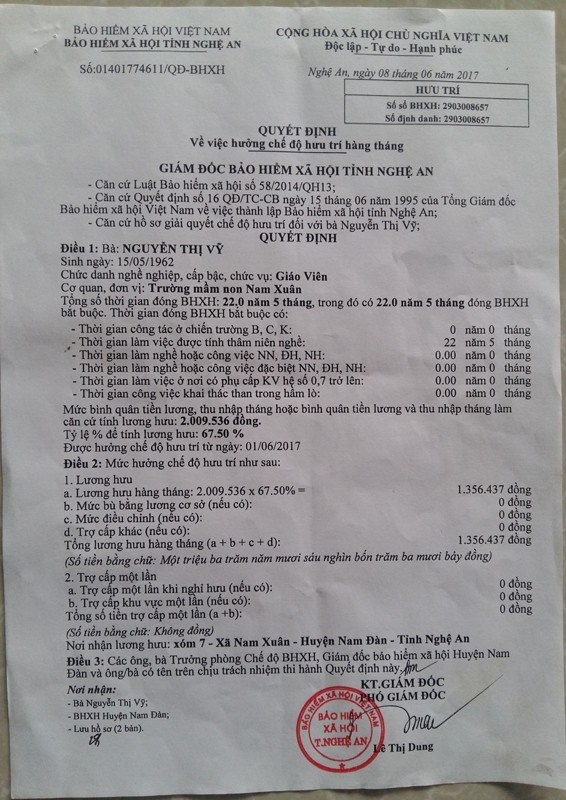 BẢO HIỂM XÃ HỘI VIỆT NAM
BẢO HIỂM XÃ HỘI TỈNH NGHỆ AN
Số:01401774611/QĐ-BHXH
CỘNG HÒA XÃ HỘI CHỦ NGHĨA VIỆT NAM
Độc lập - Tự do - Hạnh phúc
Nghệ An, ngày 08 tháng 06 năm 2017
HƯU TRÍ
Số sổ BHXH: 2903008657
Số định danh: 2903008657
QUYẾT ĐỊNH
Về việc hưởng chế độ hưu trí hàng tháng
GIÁM ĐỐC BẢO HIỂM XÃ HỘI TỈNH NGHỆ AN
- Căn cứ Luật Bảo hiểm xã hội số 58/2014/QH13;
- Căn cứ Quyết định số 16 QĐ/TC-CB ngày 15 tháng 06 năm 1995 của Tổng Giám đốc
Bảo hiểm xã hội Việt Nam về việc thành lập Bảo hiểm xã hội tỉnh Nghệ An;
- Căn cứ hồ sơ giải quyết chế độ hưu trí đối với bà Nguyễn Thị Vỹ;
QUYẾT ĐỊNH
Điều 1: Bà: NGUYỄN THỊ VỸ
Sinh ngày: 15/05/1962
Chức danh nghề nghiệp, cấp bậc, chức vụ: Giáo Viên
Cơ quan, đơn vị: Trường mầm non Nam Xuân
Tổng số thời gian đóng BHXH: 22.0 năm 5 tháng, trong đó có 22.0 năm 5 tháng đóng BHXH
bắt buộc. Thời gian đóng BHXH bắt buộc có:
- Thời gian công tác ở chiến trường B, C, K: 0 năm 0 tháng
- Thời gian làm việc được tính thâm niên nghề: 22 năm 5 tháng
- Thời gian làm nghề hoặc công việc NN, ĐH, NH: 0.00 năm 0 tháng
- Thời gian làm nghề hoặc công việc đặc biệt NN, ĐH, NH: 0.00 năm 0 tháng
- Thời gian làm việc ở nơi có phụ cấp KV hệ số 0,7 trở lên: 0.00 năm 0 tháng
- Thời gian công việc khai thác than trong hầm lò: 0.00 năm 0 tháng
Mức bình quân tiền lương, thu nhập tháng hoặc bình quân tiền lương và thu nhập tháng làm
căn cứ tính lương hưu: 2.009.536 đồng.
Tỷ lệ % để tính lương hưu: 67.50 %
Được hưởng chế độ hưu trí từ ngày: 01/06/2017
Điều 2: Mức hưởng chế độ hưu trí như sau:
1. Lương hưu
a. Lương hưu hàng tháng: 2.009.536 x 67.50% = 1.356.437 đồng
b. Mức bù bằng lương cơ sở (nếu có): 0 đồng
c. Mức điều chỉnh (nếu có): 0 đồng
d. Trợ cấp khác (nếu có): 0 đồng
Tổng lương hưu hàng tháng (a + b + c + d): 1.356.437 đồng
(Số tiền bằng chữ: Một triệu ba trăm năm mươi sáu nghìn bốn trăm ba mươi bảy đồng)
2. Trợ cấp một lần
a. Trợ cấp một lần khi nghỉ hưu (nếu có): 0 đồng
b. Trợ cấp khu vực một lần (nếu có): 0 đồng
Tổng số tiền trợ cấp một lần (a +b): 0 đồng
(Số tiền bằng chữ: Không đồng)
Nơi nhận lương hưu: xóm 7 - Xã Nam Xuân - Huyện Nam Đàn - Tỉnh Nghệ An
Điều 3: Các ông, bà Trưởng phòng Chế độ BHXH, Giám đốc bảo hiểm xã hội Huyện Nam
Đàn và ông/bà có tên trên chịu trách nhiệm thi hành Quyết định này./.
Nơi nhận:
- Bà Nguyễn Thị Vỹ;
- BHXH Huyện Nam Đàn;
- Lưu hồ sơ (2 bản).
KT.GIÁM ĐỐC
PHÓ GIÁM ĐỐC
BẢO HIỂM XÃ HỘI VIỆT NAM
BẢO HIỂM
XÃ HỘI
T.NGHỆ AN
Lê Thị Dung